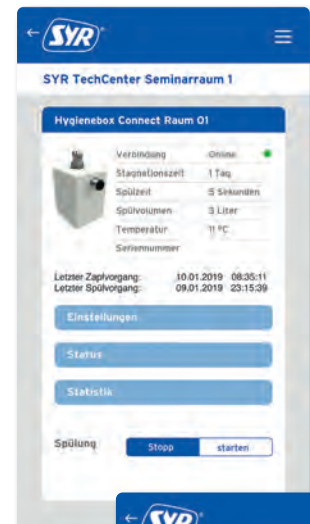 ← SYR
SYR TechCenter Seminarraum 1
Hygienebox Connect Raum 01
Verbindung Online
Stagnationszeit 1 Tag
Spülzeit 5 Sekunden
Spülvolumen 3 Liter
Temperatur 11 °C
Seriennummer
Letzter Zapfvorgang: 10.01.2019 08:35:11
Letzter Spülvorgang: 09.01.2019 23:15:39
Einstellungen
Status
Statistik
Spülung Stopp starten
← SYR